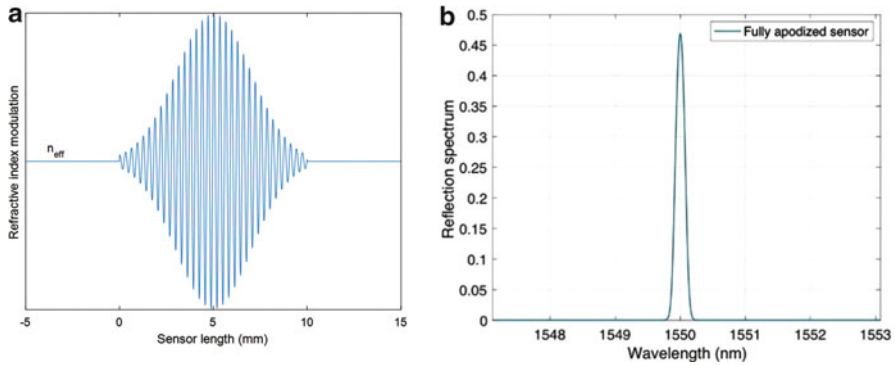 a
Refractive index modulation
n_eff
-5
0
5
10
15
Sensor length (mm)
b
Reflection spectrum
0.5
0.45
0.4
0.35
0.3
0.25
0.2
0.15
0.1
0.05
0
Fully apodized sensor
1548
1549
1550
1551
1552
1553
Wavelength (nm)